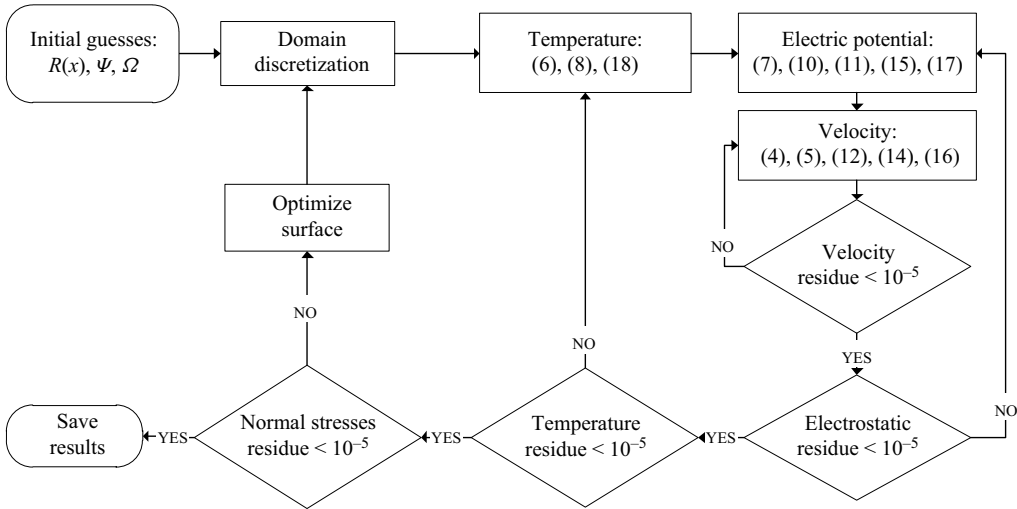 Initial guesses:
R(x), Ψ, Ω
Domain
discretization
Temperature:
(6), (8), (18)
Electric potential:
(7), (10), (11), (15), (17)
Velocity:
(4), (5), (12), (14), (16)
Optimize
surface
NO
Velocity
residue < 10⁻⁵
NO
NO
YES
NO
Save
results
YES
Normal stresses
residue < 10⁻⁵
YES
Temperature
residue < 10⁻⁵
YES
Electrostatic
residue < 10⁻⁵